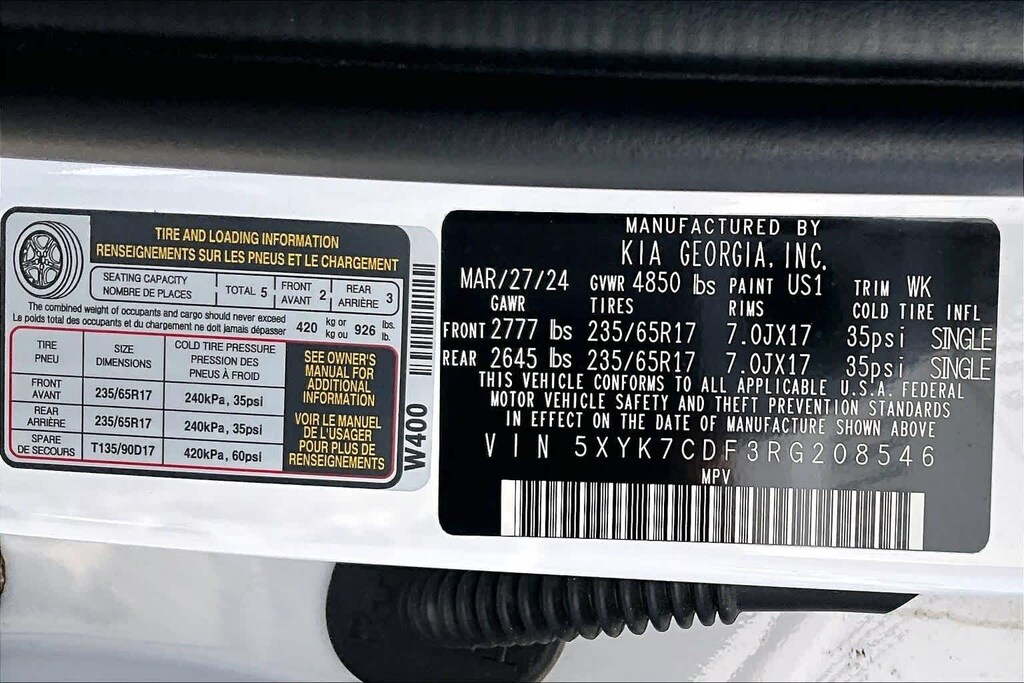 TIRE AND LOADING INFORMATION
RENSEIGNEMENTS SUR LES PNEUS ET LE CHARGEMENT
SEATING CAPACITY
NOMBRE DE PLACES
TOTAL 5
FRONT
AVANT 2
REAR
ARRIÈRE 3
The combined weight of occupants and cargo should never exceed
Le poids total des occupants et du chargement ne doit jamais dépasser
420 kg or
kg ou 926 lbs.
lb.
TIRE
PNEU
SIZE
DIMENSIONS
COLD TIRE PRESSURE
PRESSION DES
PNEUS À FROID
FRONT
AVANT
235/65R17
240kPa, 35psi
REAR
ARRIÈRE
235/65R17
240kPa, 35psi
SPARE
DE SECOURS
T135/90D17
420kPa, 60psi
SEE OWNER'S
MANUAL FOR
ADDITIONAL
INFORMATION
VOIR LE MANUEL
DE L'USAGER
POUR PLUS DE
RENSEIGNEMENTS
W400
MANUFACTURED BY
KIA GEORGIA, INC.
MAR/27/24 GVWR 4850 lbs PAINT US1 TRIM WK
GAWR TIRES RIMS COLD TIRE INFL
FRONT 2777 lbs 235/65R17 7.0JX17 35psi SINGLE
REAR 2645 lbs 235/65R17 7.0JX17 35psi SINGLE
THIS VEHICLE CONFORMS TO ALL APPLICABLE U.S.A. FEDERAL
MOTOR VEHICLE SAFETY AND THEFT PREVENTION STANDARDS
IN EFFECT ON THE DATE OF MANUFACTURE SHOWN ABOVE
VIN 5XYK7CDF3RG208546
MPV